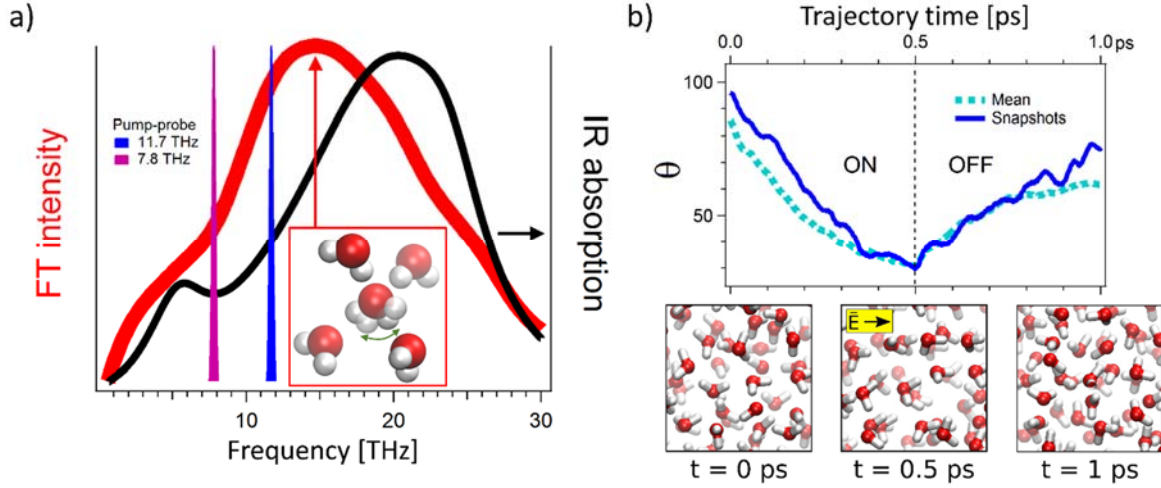 a)
FT intensity
Pump-probe
11.7 THz
7.8 THz
0
10
20
30
Frequency [THz]
IR absorption
b)
Trajectory time [ps]
0.0
0.5
1.0 ps
100
50
θ
Mean
Snapshots
ON
OFF
E
t = 0 ps
t = 0.5 ps
t = 1 ps